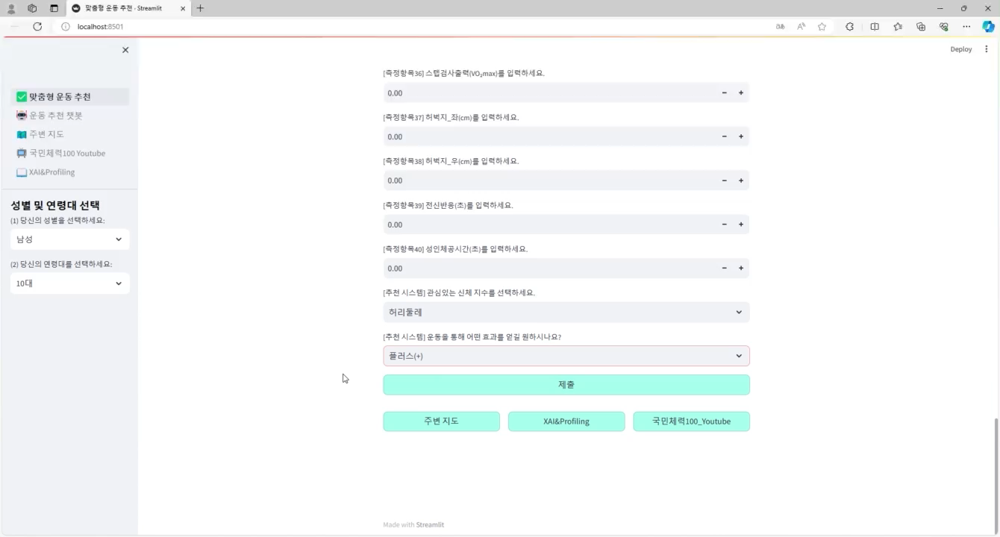 맞춤형 운동 추천 · Streamlit
localhost:8501
Deploy
맞춤형 운동 추천
운동 추천 챗봇
주변 지도
국민체력100 Youtube
XAI&Profiling
성별 및 연령대 선택
(1) 당신의 성별을 선택하세요:
남성
(2) 당신의 연령대를 선택하세요:
10대
[측정항목36] 스텝검사출력(VO₂max)를 입력하세요.
0.00
[측정항목37] 허벅지_좌(cm)를 입력하세요.
0.00
[측정항목38] 허벅지_우(cm)를 입력하세요.
0.00
[측정항목39] 전신반응(초)를 입력하세요.
0.00
[측정항목40] 성인체공시간(초)를 입력하세요.
0.00
[추천 시스템] 관심있는 신체 지수를 선택하세요.
허리둘레
[추천 시스템] 운동을 통해 어떤 효과를 얻길 원하시나요?
플러스(+)
제출
주변 지도
XAI&Profiling
국민체력100_Youtube
Made with Streamlit